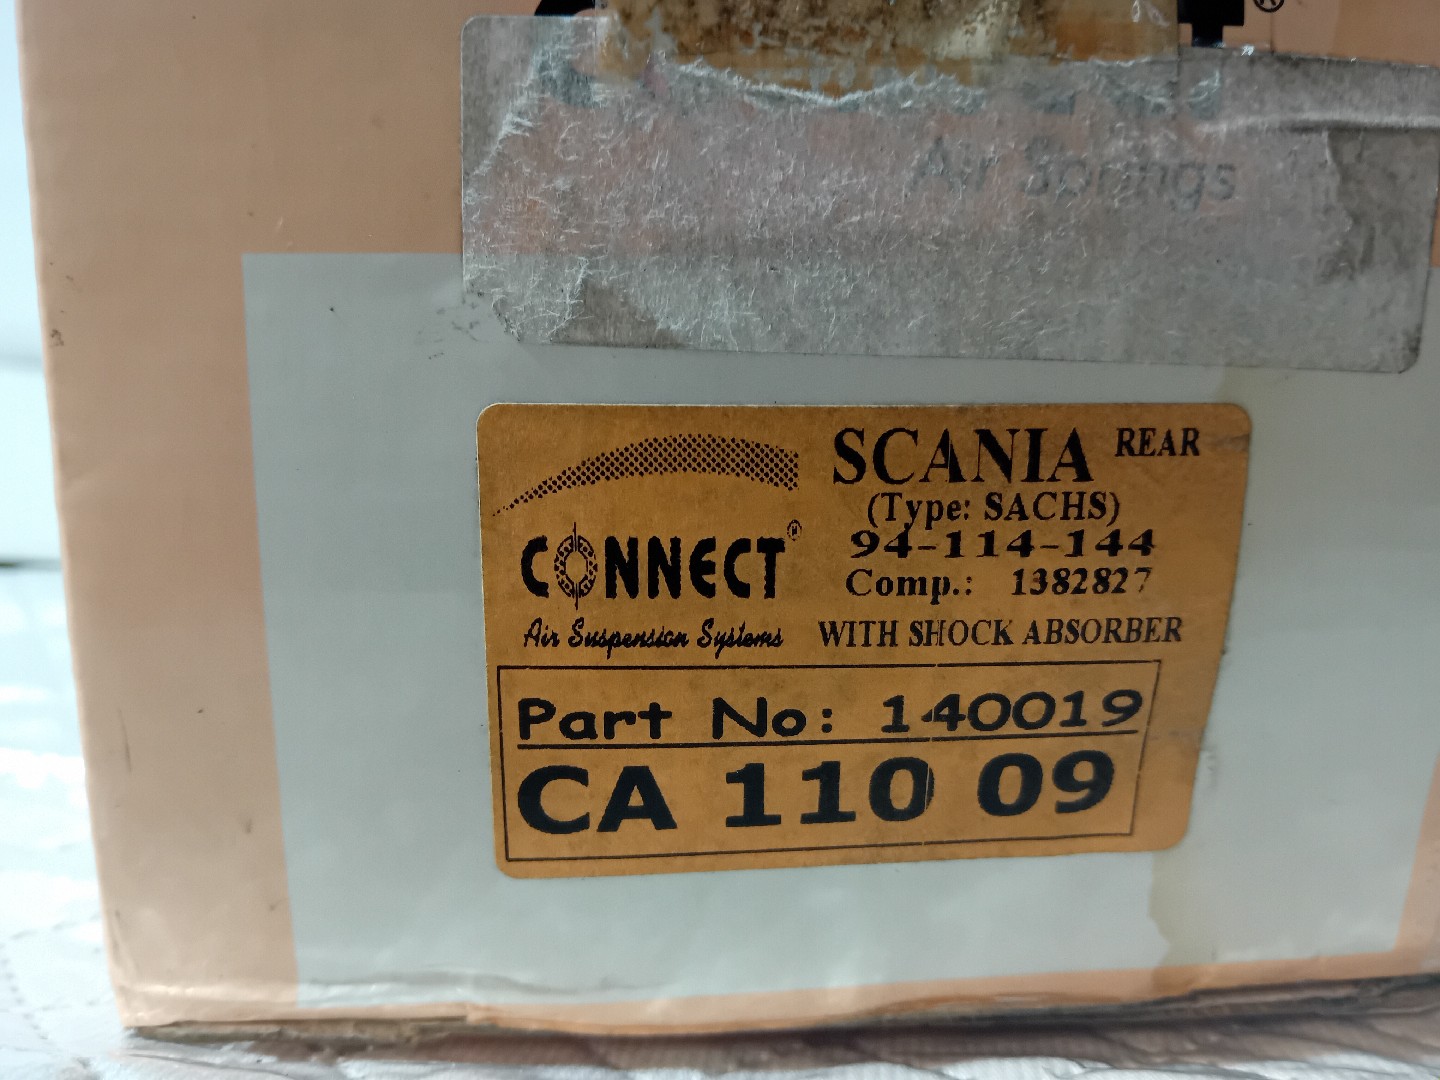 ®
Air Springs
SCANIA REAR
(Type: SACHS)
94-114-144
Comp.: 1382827
WITH SHOCK ABSORBER
CONNECT
Air Suspension Systems
Part No: 140019
CA 110 09